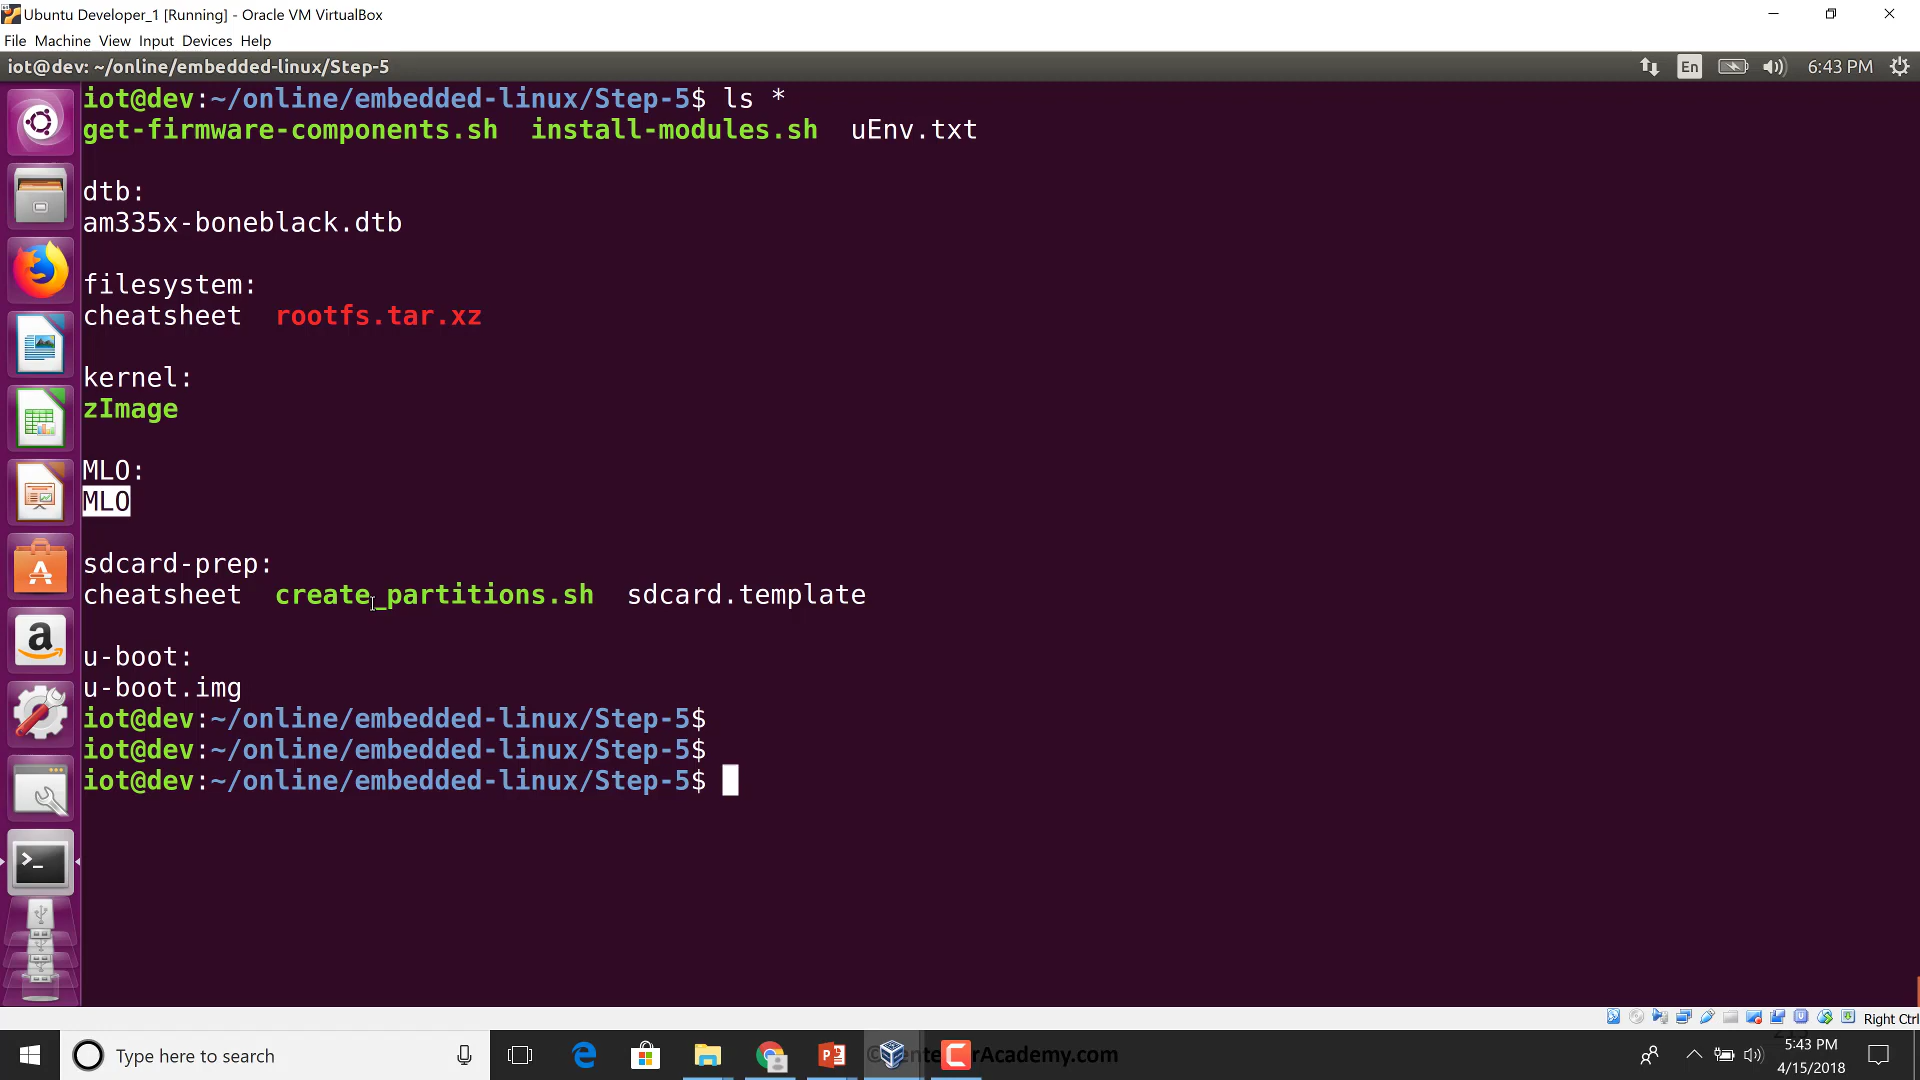 Ubuntu Developer_1 [Running] - Oracle VM VirtualBox
File Machine View Input Devices Help
iot@dev: ~/online/embedded-linux/Step-5
En
6:43 PM
iot@dev:~/online/embedded-linux/Step-5$ ls *
get-firmware-components.sh install-modules.sh uEnv.txt
dtb:
am335x-boneblack.dtb
filesystem:
cheatsheet rootfs.tar.xz
kernel:
zImage
MLO:
MLO
sdcard-prep:
cheatsheet create_partitions.sh sdcard.template
u-boot:
u-boot.img
iot@dev:~/online/embedded-linux/Step-5$
iot@dev:~/online/embedded-linux/Step-5$
iot@dev:~/online/embedded-linux/Step-5$
Right Ctrl
Type here to search
Academy.com
5:43 PM
4/15/2018